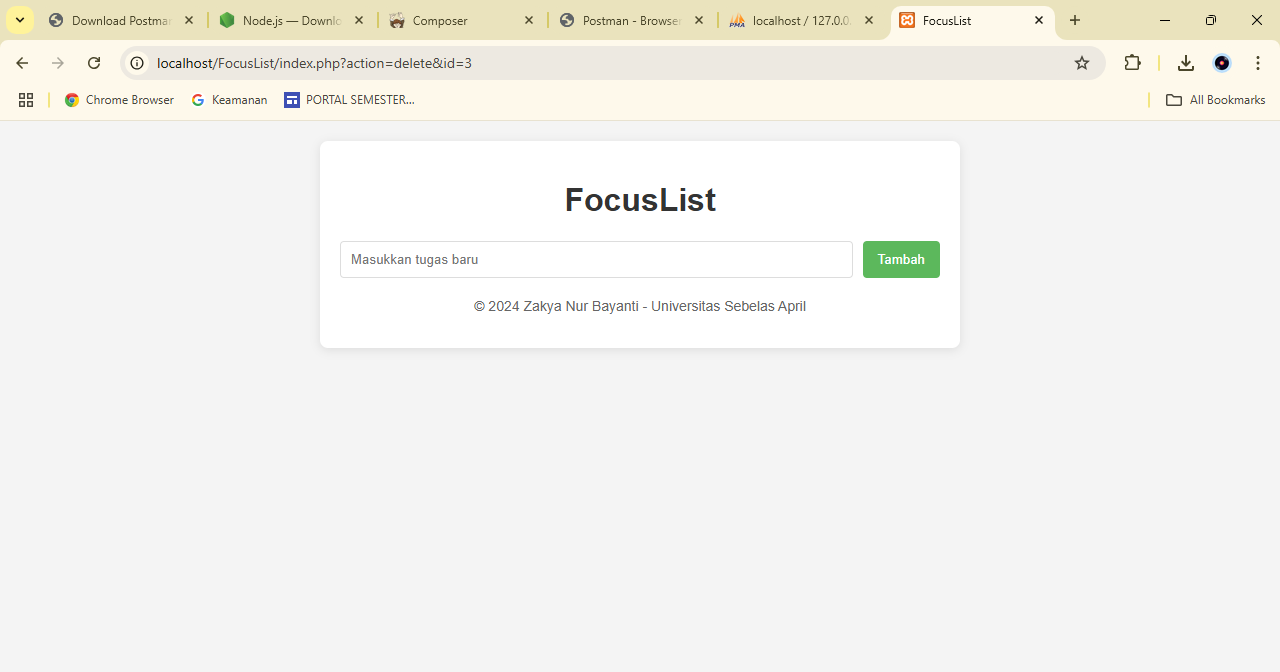 Download Postman
Node.js — Downlo
Composer
Postman - Browser
localhost / 127.0.0.
FocusList
localhost/FocusList/index.php?action=delete&id=3
Chrome Browser
Keamanan
PORTAL SEMESTER...
All Bookmarks
FocusList
Masukkan tugas baru
Tambah
© 2024 Zakya Nur Bayanti - Universitas Sebelas April